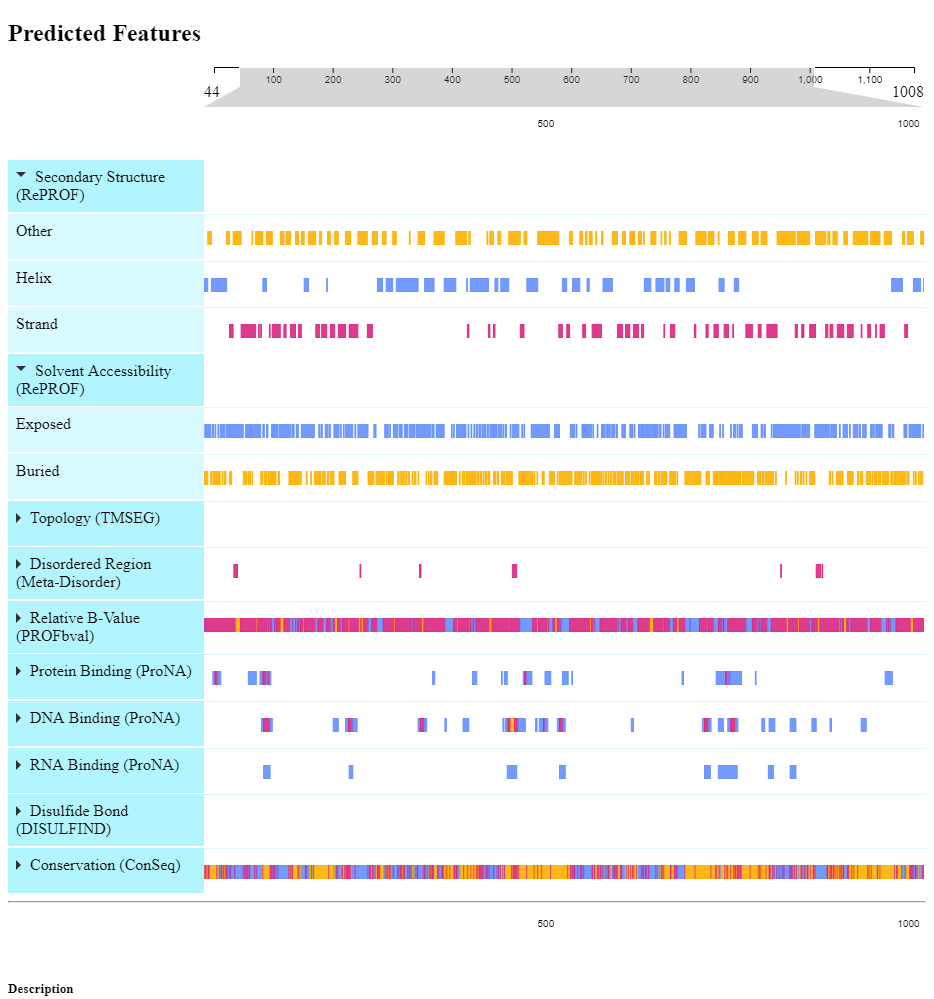 Predicted Features
100 200 300 400 500 600 700 800 900 1,000 1,100
44 1008
500 1000
Secondary Structure
(RePROF)
Other
Helix
Strand
Solvent Accessibility
(RePROF)
Exposed
Buried
Topology (TMSEG)
Disordered Region
(Meta-Disorder)
Relative B-Value
(PROFbval)
Protein Binding (ProNA)
DNA Binding (ProNA)
RNA Binding (ProNA)
Disulfide Bond
(DISULFIND)
Conservation (ConSeq)
500 1000
Description